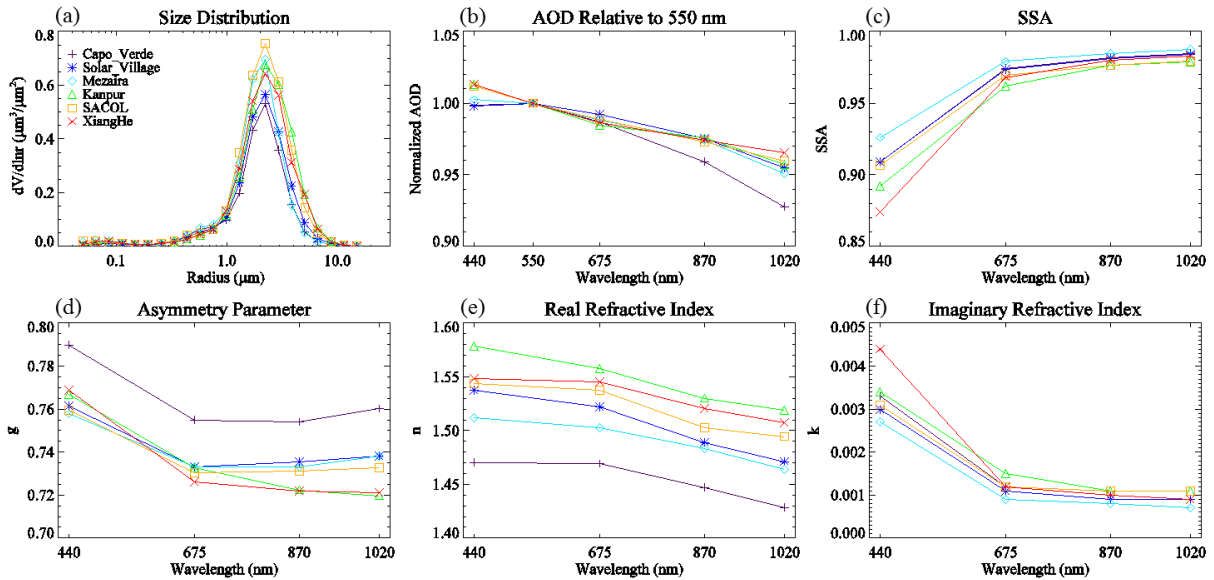 (a) Size Distribution
dV/dlnr (μm³/μm²)
0.8
0.6
0.4
0.2
0.0
Capo_Verde
Solar_Village
Mezaira
Kanpur
SACOL
XiangHe
0.1 1.0 10.0
Radius (μm)
(b) AOD Relative to 550 nm
Normalized AOD
1.05
1.00
0.95
0.90
440 550 675 870 1020
Wavelength (nm)
(c) SSA
SSA
1.00
0.95
0.90
0.85
440 675 870 1020
Wavelength (nm)
(d) Asymmetry Parameter
g
0.80
0.78
0.76
0.74
0.72
0.70
440 675 870 1020
Wavelength (nm)
(e) Real Refractive Index
n
1.60
1.55
1.50
1.45
1.40
440 675 870 1020
Wavelength (nm)
(f) Imaginary Refractive Index
k
0.005
0.004
0.003
0.002
0.001
0.000
440 675 870 1020
Wavelength (nm)